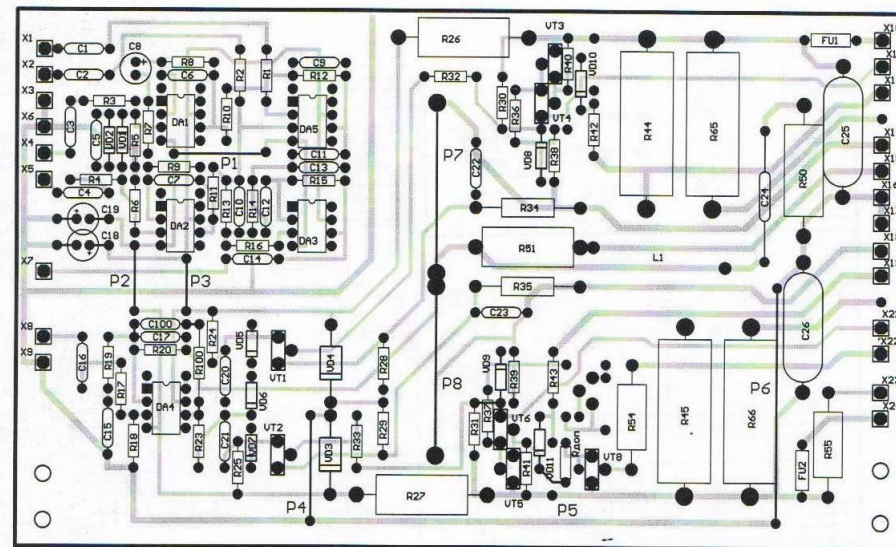 X1
C1
C8
R8
C6
R2
R1
C9
R12
R26
VT3
R40
VD10
FU1
X2
C2
R32
X3
R3
R7
DA1
R10
DA5
R30
R36
VT4
R42
R44
R65
C25
X6
C3
C5
VD2
VD1
R5
X4
P1
C11
C13
R15
P7
C22
VD8
R38
R50
C24
X5
R4
C4
R9
C7
R6
R11
R13
C10
R14
C12
R34
C19
C18
DA2
R16
C14
DA3
R51
L1
X7
P2
P3
R35
C23
C26
X8
X9
C16
R19
C100
C17
R20
R24
VD5
VT1
VD4
R28
P8
VD9
R39
R43
P6
X22
R17
R100
C20
VD6
DA4
R54
R45
R66
C15
R18
R23
C21
R25
VD7
VT2
VD3
R33
R29
R31
R37
VT6
R41
VD11
Rдоп
VT8
FU2
R55
P4
R27
VT5
P5